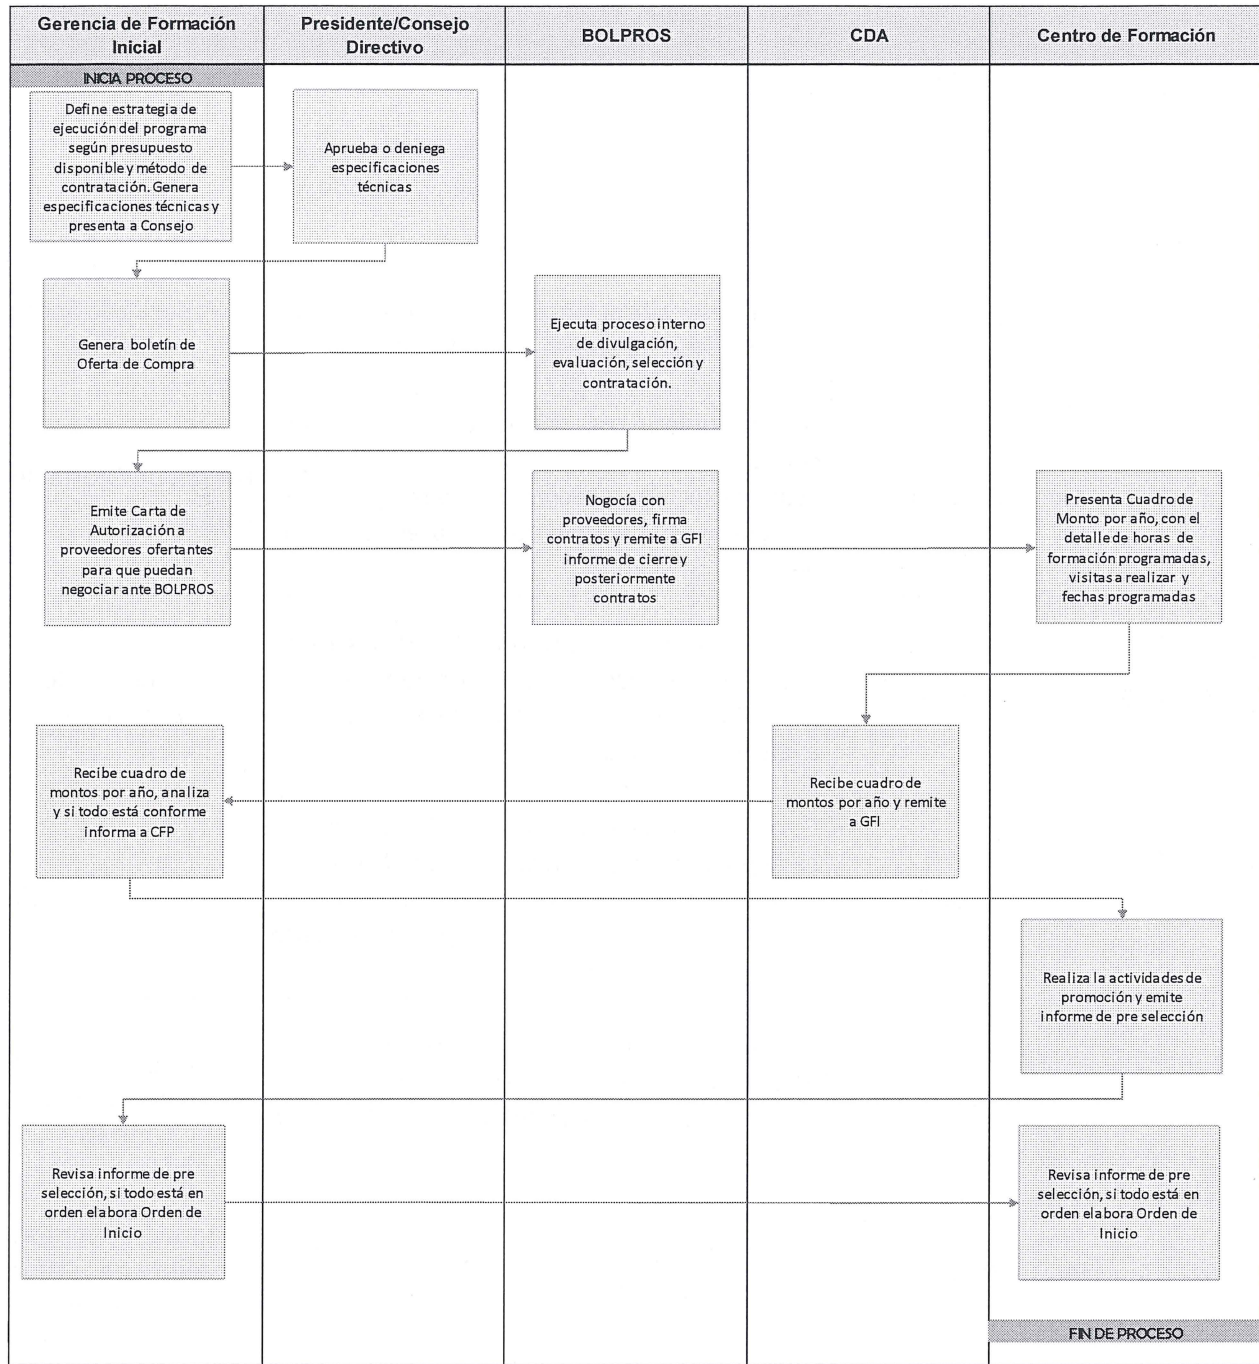 Gerencia de Formación
Inicial
Presidente/Consejo
Directivo
BOLPROS
CDA
Centro de Formación
INICIA PROCESO
Define estrategia de
ejecución del programa
según presupuesto
disponible y método de
contratación. Genera
especificaciones técnicas y
presenta a Consejo
Aprueba o deniega
especificaciones
técnicas
Genera boletín de
Oferta de Compra
Ejecuta proceso interno
de divulgación,
evaluación, selección y
contratación.
Emite Carta de
Autorización a
proveedores ofertantes
para que puedan
negociar ante BOLPROS
Nogocía con
proveedores, firma
contratos y remite a GFI
informe de cierre y
posteriormente
contratos
Presenta Cuadro de
Monto por año, con el
detalle de horas de
formación programadas,
visitas a realizar y
fechas programadas
Recibe cuadro de
montos por año, analiza
y si todo está conforme
informa a CFP
Recibe cuadro de
montos por año y remite
a GFI
Realiza la actividades de
promoción y emite
informe de pre selección
Revisa informe de pre
selección, si todo está en
orden elabora Orden de
Inicio
Revisa informe de pre
selección, si todo está en
orden elabora Orden de
Inicio
FIN DE PROCESO